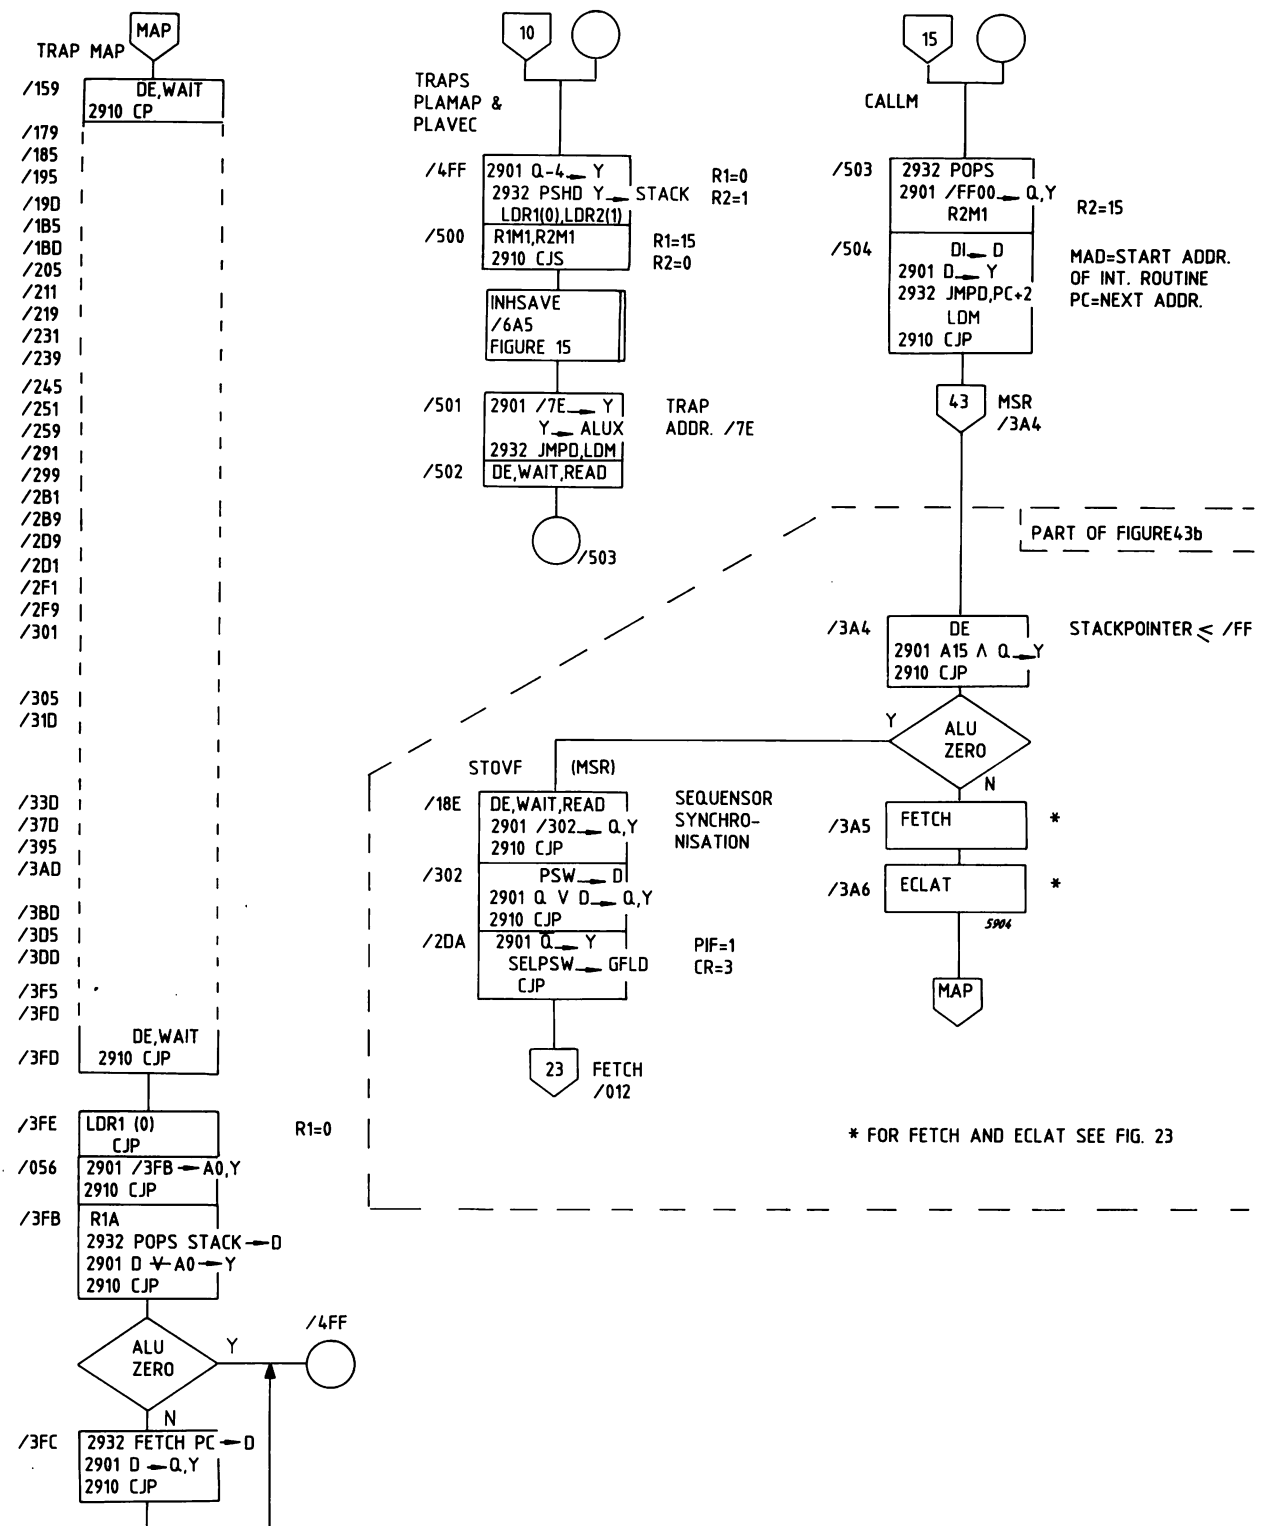 MAP
TRAP MAP
/159
DE,WAIT
2910 CP
/179
/185
/195
/19D
/1B5
/1BD
/205
/211
/219
/231
/239
/245
/251
/259
/291
/299
/2B1
/2B9
/2D9
/2D1
/2F1
/2F9
/301
/305
/31D
/33D
/37D
/395
/3AD
/3BD
/3D5
/3DD
/3F5
/3FD
DE,WAIT
/3FD 2910 CJP
/3FE LDR1 (0) R1=0
CJP
/056 2901 /3FB → A0,Y
2910 CJP
/3FB R1A
2932 POPS STACK → D
2901 D ⊻ A0 → Y
2910 CJP
ALU
ZERO
Y
/4FF
N
/3FC 2932 FETCH PC → D
2901 D → Q,Y
2910 CJP
10
TRAPS
PLAMAP &
PLAVEC
/4FF 2901 Q-4 → Y R1=0
2932 PSHD Y → STACK R2=1
LDR1(0),LDR2(1)
/500 R1M1,R2M1 R1=15
2910 CJS R2=0
INHSAVE
/6A5
FIGURE 15
/501 2901 /7E → Y TRAP
Y → ALUX ADDR. /7E
2932 JMPD,LDM
/502 DE,WAIT,READ
/503
15
CALLM
/503 2932 POPS
2901 /FF00 → Q,Y R2=15
R2M1
/504 DI → D MAD=START ADDR.
2901 D → Y OF INT. ROUTINE
2932 JMPD,PC+2 PC=NEXT ADDR.
LDM
2910 CJP
43 MSR
/3A4
PART OF FIGURE43b
/3A4 DE STACKPOINTER ≤ /FF
2901 A15 Λ Q → Y
2910 CJP
Y
ALU
ZERO
N
STOVF (MSR)
/18E DE,WAIT,READ SEQUENSOR
2901 /302 → Q,Y SYNCHRO-
2910 CJP NISATION
/302 PSW → D
2901 Q V D → Q,Y
2910 CJP
/2DA 2901 Q̅ → Y PIF=1
SELPSW → GFLD CR=3
CJP
23 FETCH
/012
/3A5 FETCH *
/3A6 ECLAT *
5904
MAP
* FOR FETCH AND ECLAT SEE FIG. 23